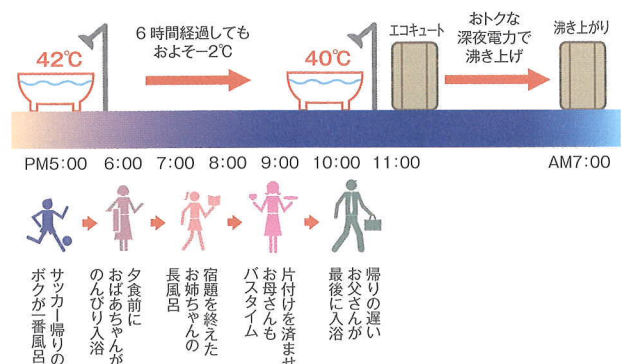 42℃
6時間経過しても
およそ−2℃
40℃
エコキュート
おトクな
深夜電力で
沸き上げ
沸き上がり
PM5:00 6:00 7:00 8:00 9:00 10:00 11:00 AM7:00
サッカー帰りの
ボクが一番風呂
夕食前に
おばあちゃんが
のんびり入浴
宿題を終えた
お姉ちゃんの
長風呂
片付けを済ませ
お母さんも
バスタイム
帰りの遅い
お父さんが
最後に入浴